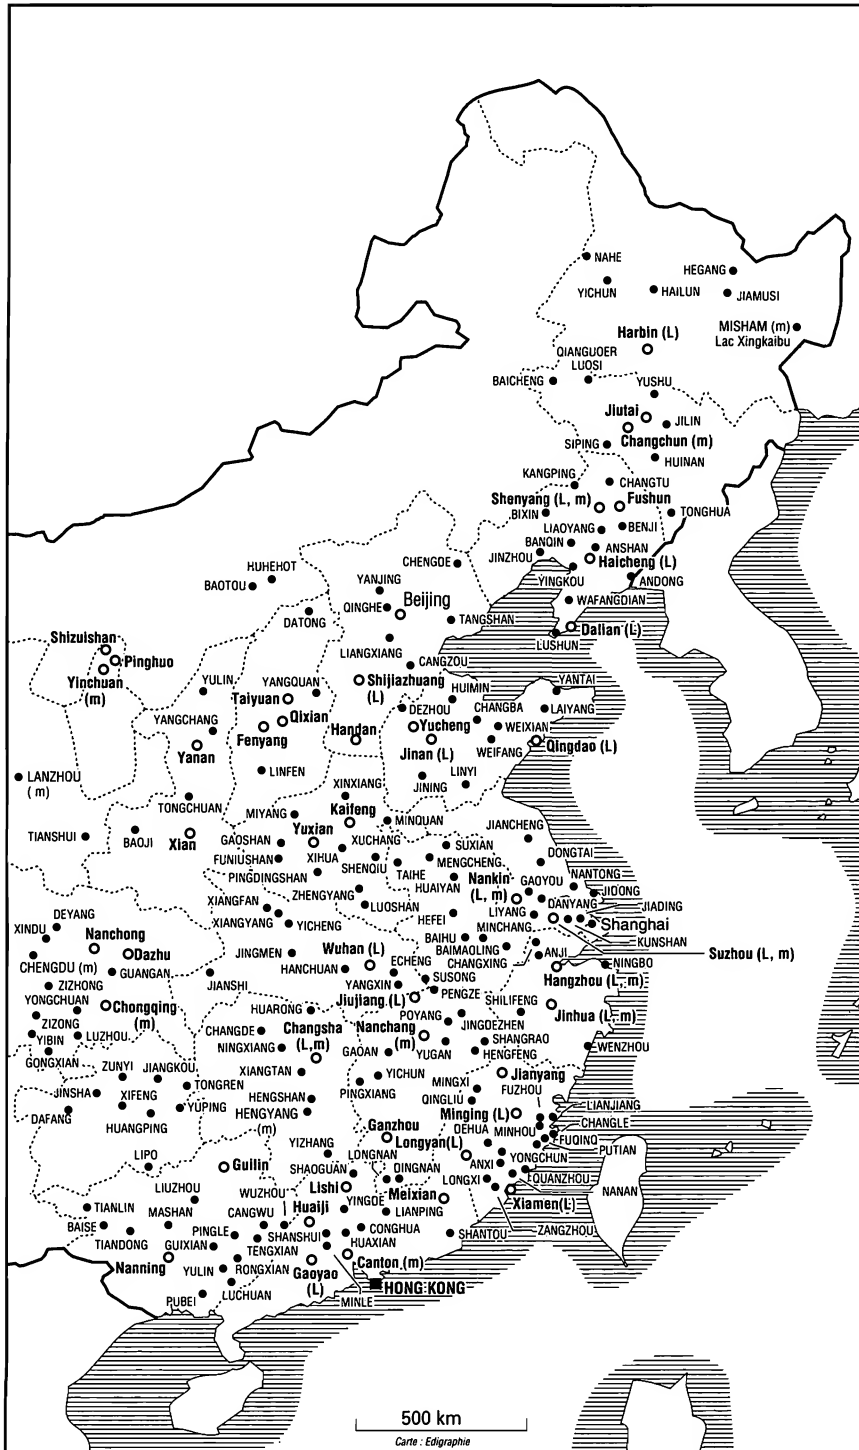 NAHE
HEGANG
YICHUN
HAILUN
JIAMUSI
MISHAM (m)
Lac Xingkaibu
Harbin (L)
QIANGUOER
LUOSI
BAICHENG
YUSHU
Jiutai
JILIN
Changchun (m)
SIPING
HUINAN
KANGPING
CHANGTU
Shenyang (L, m)
Fushun
BIXIN
TONGHUA
LIAOYANG
BENJI
BANQIN
ANSHAN
JINZHOU
Haicheng (L)
CHENGDE
YINGKOU
ANDONG
HUHEHOT
BAOTOU
YANJING
QINGHE
Beijing
WAFANGDIAN
DATONG
TANGSHAN
Dalian (L)
LUSHUN
Shizuishan
Pinghuo
Yinchuan
(m)
LIANGXIANG
CANGZOU
YULIN
YANGQUAN
Shijiazhuang
(L)
YANTAI
Taiyuan
HUIMIN
DEZHOU
CHANGBA
LAIYANG
YANGCHANG
Qixian
Fenyang
Handan
Yucheng
WEIXIAN
Yanan
Jinan (L)
WEIFANG
Qingdao (L)
LANZHOU
( m)
LINFEN
XINXIANG
JINING
LINYI
TONGCHUAN
MIYANG
Kaifeng
MINQUAN
JIANCHENG
TIANSHUI
BAOJI
Xian
Yuxian
GAOSHAN
XUCHANG
SUXIAN
FUNIUSHAN
XIHUA
SHENQIU
MENGCHENG
DONGTAI
PINGDINGSHAN
TAIHE
HUAIYAN
Nankin
(L, m)
GAOYOU
NANTONG
JIDONG
ZHENGYANG
XIANGFAN
LUOSHAN
DANYANG
JIADING
LIYANG
Shanghai
XIANGYANG
YICHENG
HEFEI
MINCHANG
KUNSHAN
DEYANG
XINDU
Nanchong
BAIHU
BAIMAOLING
Suzhou (L, m)
Dazhu
JINGMEN
Wuhan (L)
ANJI
CHENGDU (m)
GUANGAN
HANCHUAN
ECHENG
CHANGXING
NINGBO
Hangzhou (L, m)
ZIZHONG
JIANSHI
YANGXIN
SUSONG
YONGCHUAN
Chongqing
(m)
Jiujiang (L)
PENGZE
SHILIFENG
Jinhua (L, m)
HUARONG
ZIZONG
POYANG
CHANGDE
Changsha
(L,m)
Nanchang
(m)
JINGDEZHEN
YIBIN
LUZHOU
NINGXIANG
SHANGRAO
GONGXIAN
GAOAN
YUGAN
HENGFENG
WENZHOU
ZUNYI
JIANGKOU
XIANGTAN
YICHUN
Jianyang
TONGREN
PINGXIANG
MINGXI
FUZHOU
JINSHA
XIFENG
HENGSHAN
QINGLIU
LIANJIANG
DAFANG
YUPING
HENGYANG
(m)
Minging (L)
CHANGLE
HUANGPING
Ganzhou
DEHUA
MINHOU
FUQINQ
YIZHANG
Longyan(L)
PUTIAN
LIPO
Guilin
LONGNAN
ANXI
YONGCHUN
SHAOGUAN
DINGNAN
QUANZHOU
LIUZHOU
Lishi
LONGXI
NANAN
WUZHOU
Meixian
Xiamen(L)
TIANLIN
MASHAN
CANGWU
Huaiji
YINGDE
LIANPING
BAISE
PINGLE
CONGHUA
SHANTOU
ZANGZHOU
TIANDONG
GUIXIAN
SHANSHUI
HUAXIAN
TENGXIAN
Nanning
YULIN
RONGXIAN
Gaoyao
(L)
Canton (m)
LUCHUAN
HONG KONG
PUBEI
MINLE
500 km
Carte : Edigraphie